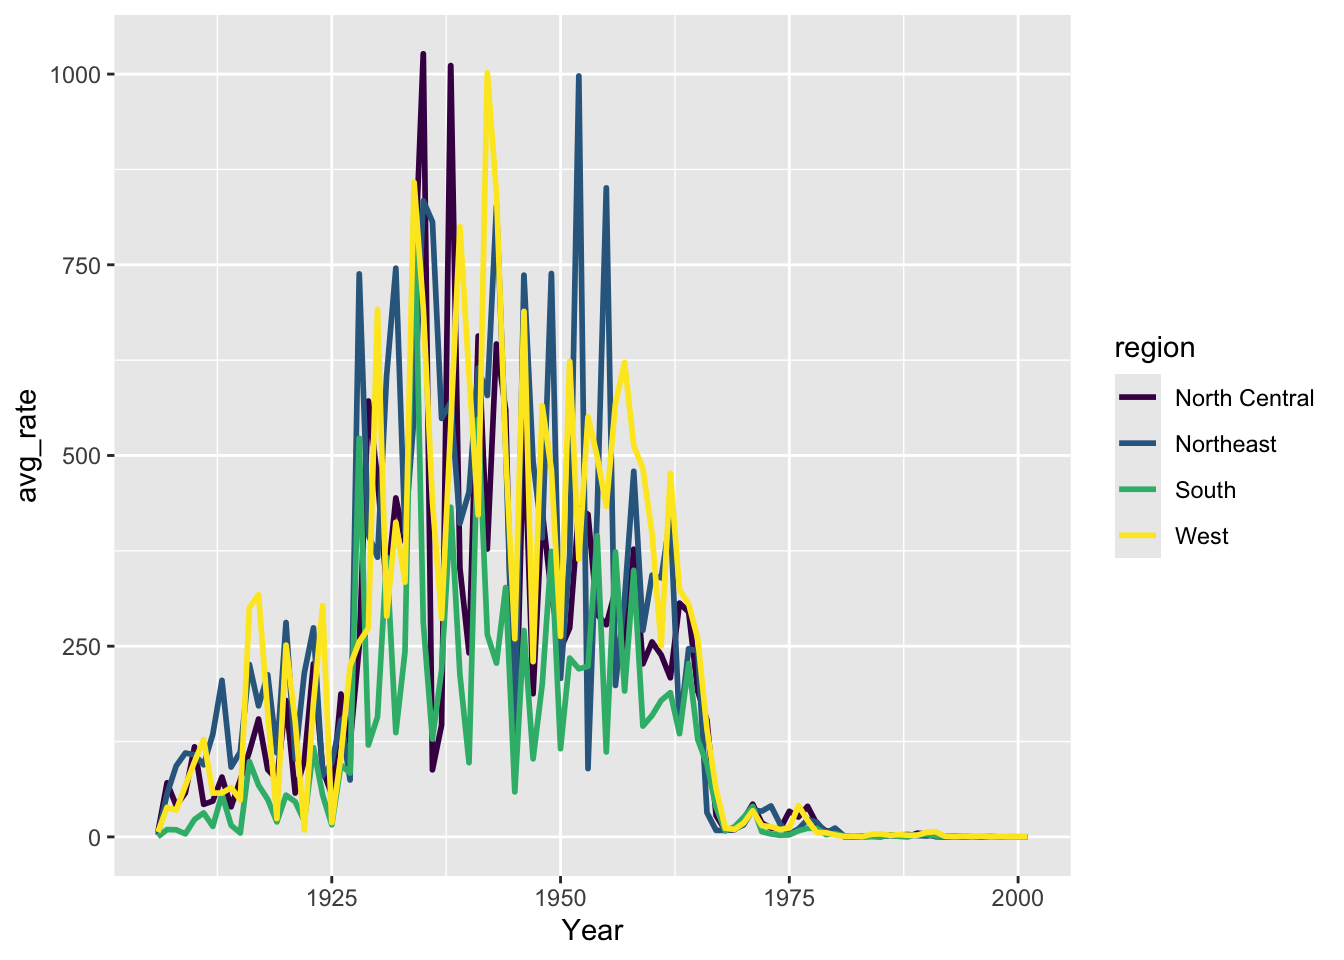 1000
750
500
250
0
avg_rate
1925 1950 1975 2000
Year
region
North Central
Northeast
South
West